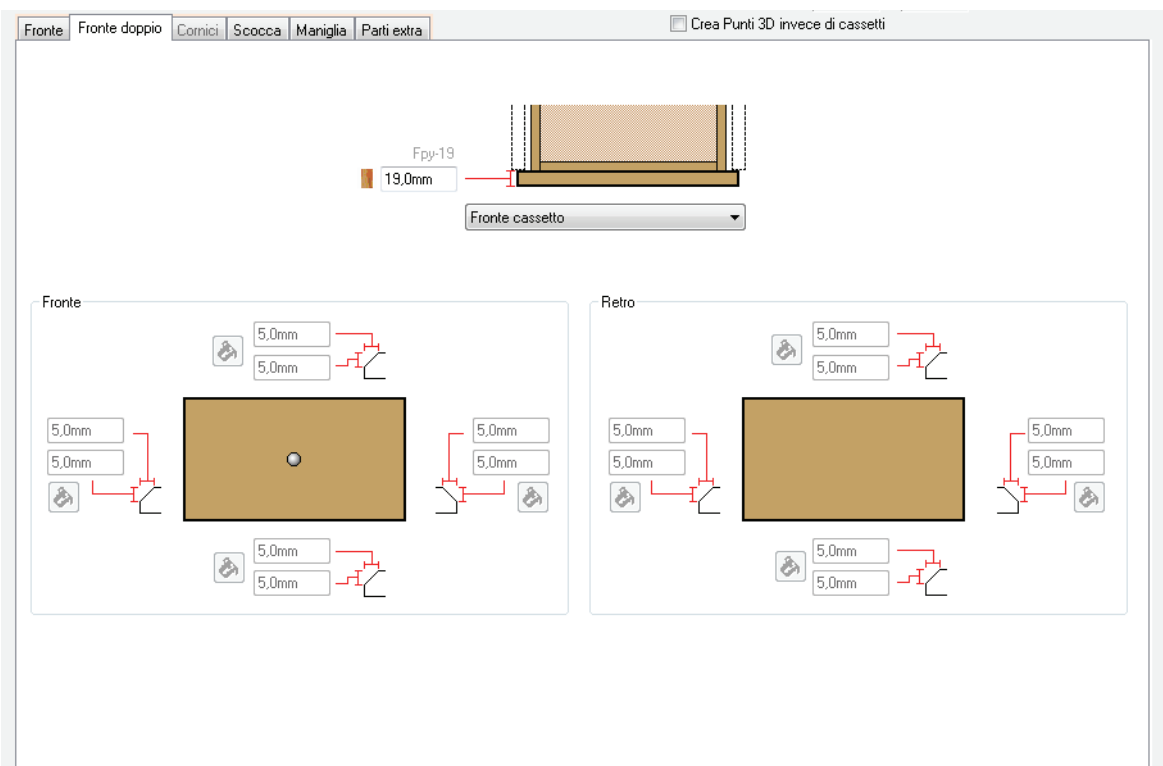 Fronte Fronte doppio Cornici Scocca Maniglia Parti extra Crea Punti 3D invece di cassetti
Fpy-19
19,0mm
Fronte cassetto
Fronte
5,0mm
5,0mm
5,0mm
5,0mm
5,0mm
5,0mm
5,0mm
5,0mm
Retro
5,0mm
5,0mm
5,0mm
5,0mm
5,0mm
5,0mm
5,0mm
5,0mm